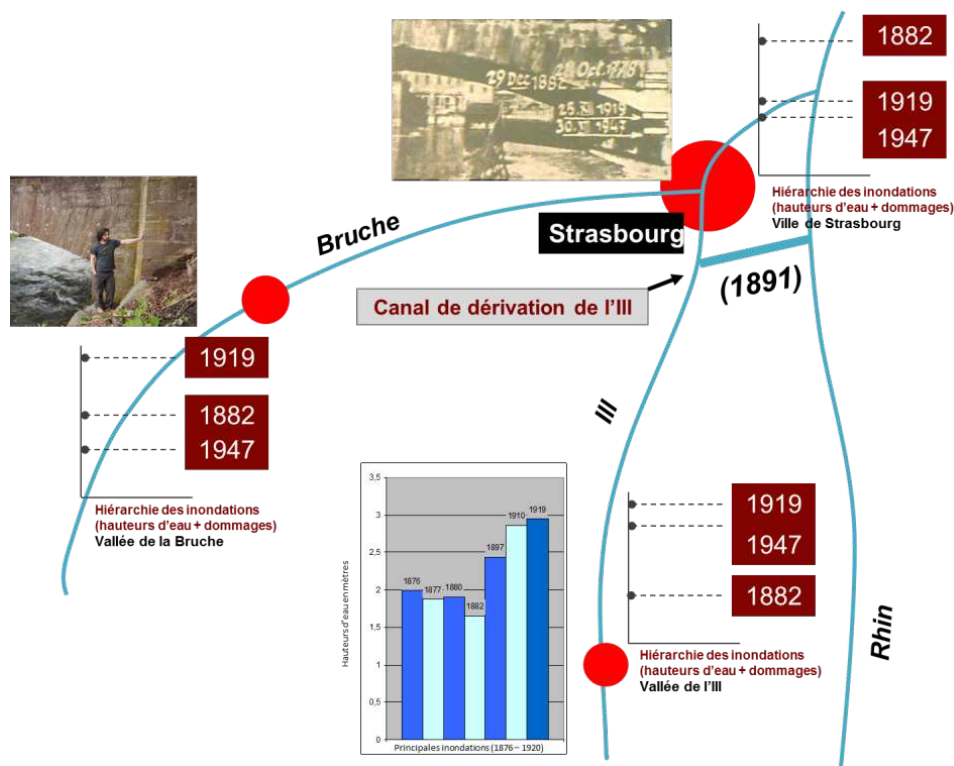 29 Dec 1882
28 Oct. 1778
25. XII 1919
30. XII 1947
1882
1919
1947
Hiérarchie des inondations
(hauteurs d'eau + dommages)
Ville de Strasbourg
Bruche
Strasbourg
(1891)
Canal de dérivation de l'Ill
1919
1882
1947
Hiérarchie des inondations
(hauteurs d'eau + dommages)
Vallée de la Bruche
Ill
Rhin
3,5
3
2,5
2
1,5
1
0,5
0
Hauteurs d'eau en mètres
1876
1877
1880
1882
1897
1910
1919
Principales inondations (1876 – 1920)
1919
1947
1882
Hiérarchie des inondations
(hauteurs d'eau + dommages)
Vallée de l'Ill